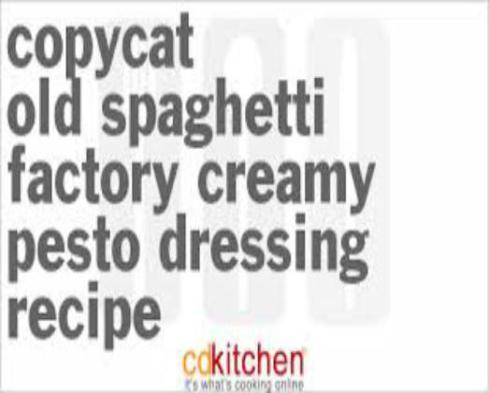 copycat
old spaghetti
factory creamy
pesto dressing
recipe
cdkitchen
it's what's cooking online